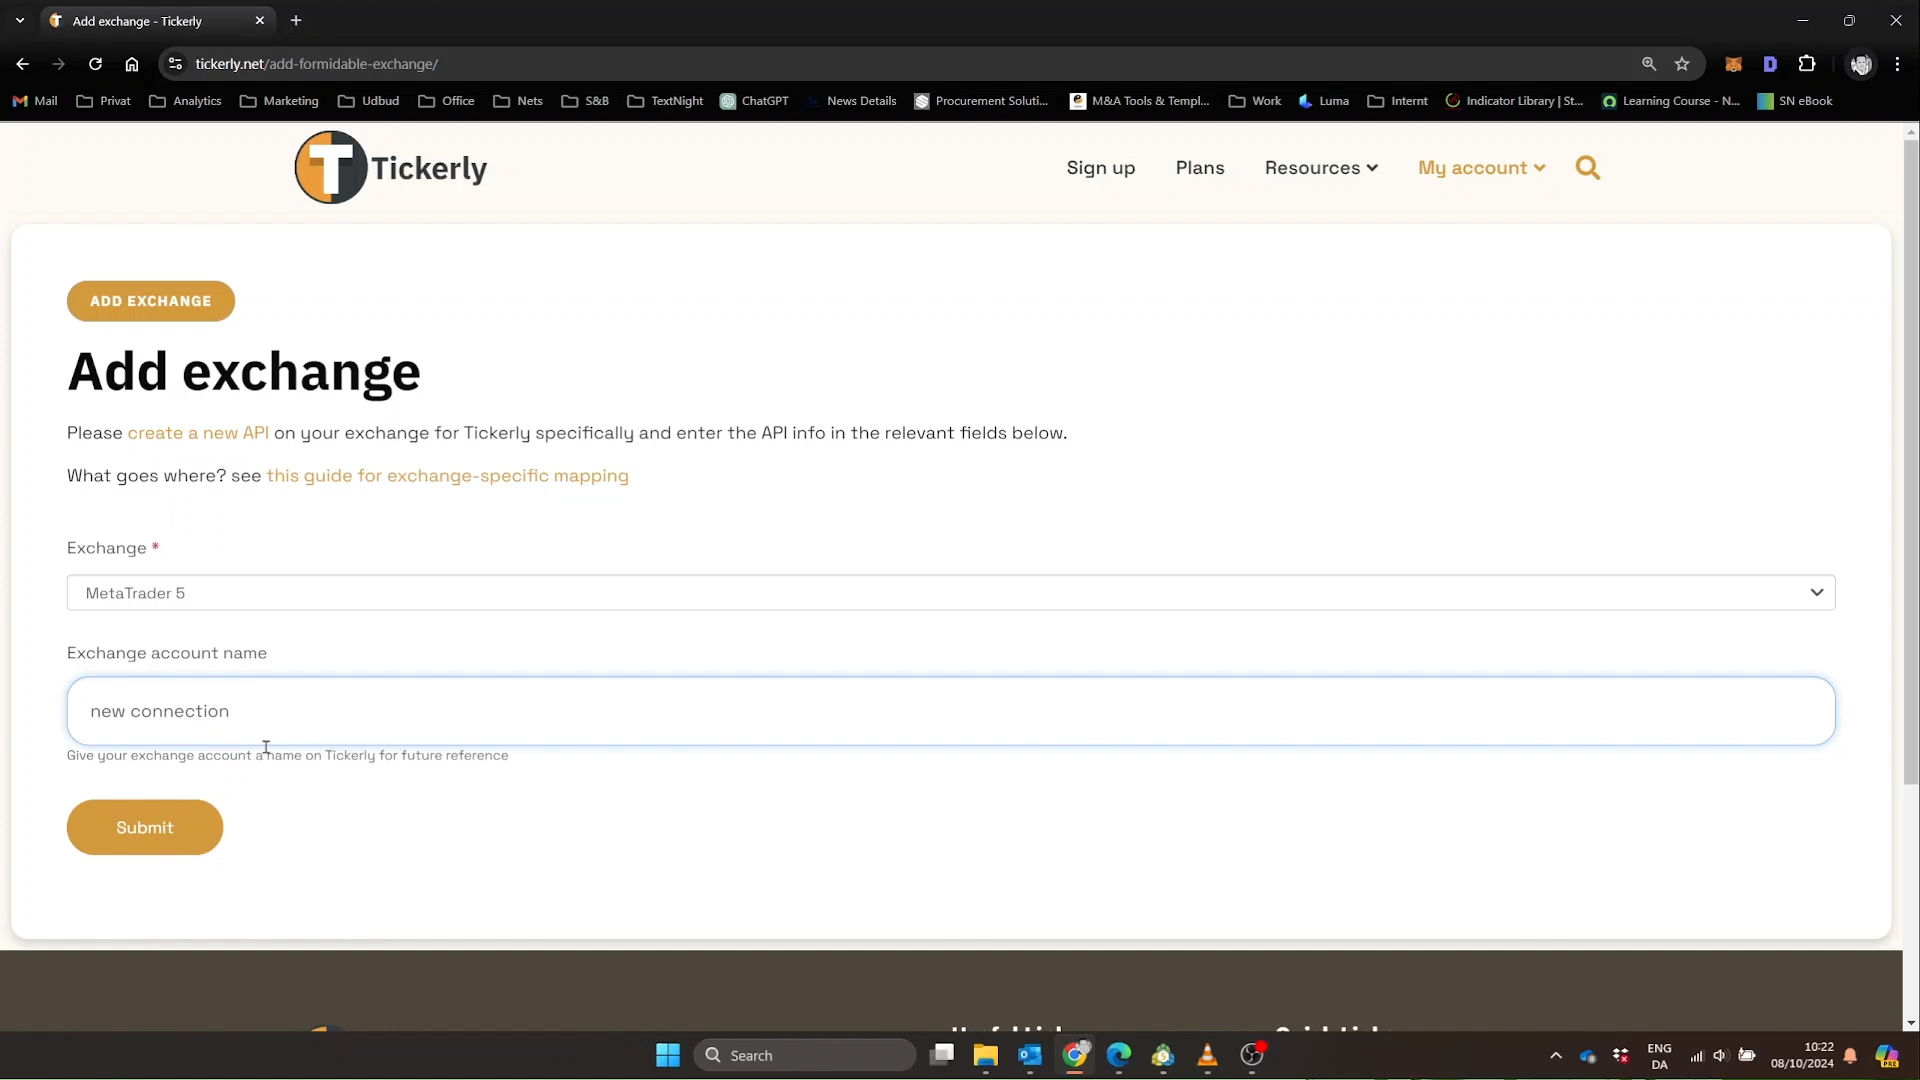 Add exchange - Tickerly
tickerly.net/add-formidable-exchange/
Mail Privat Analytics Marketing Udbud Office Nets S&B TextNight ChatGPT News Details Procurement Soluti... M&A Tools & Templ... Work Luma Internt Indicator Library | St... Learning Course - N... SN eBook
Tickerly
Sign up Plans Resources My account
ADD EXCHANGE
Add exchange
Please create a new API on your exchange for Tickerly specifically and enter the API info in the relevant fields below.
What goes where? see this guide for exchange-specific mapping
Exchange *
MetaTrader 5
Exchange account name
new connection
Give your exchange account a name on Tickerly for future reference
Submit
Search
ENG
DA
10:22
08/10/2024